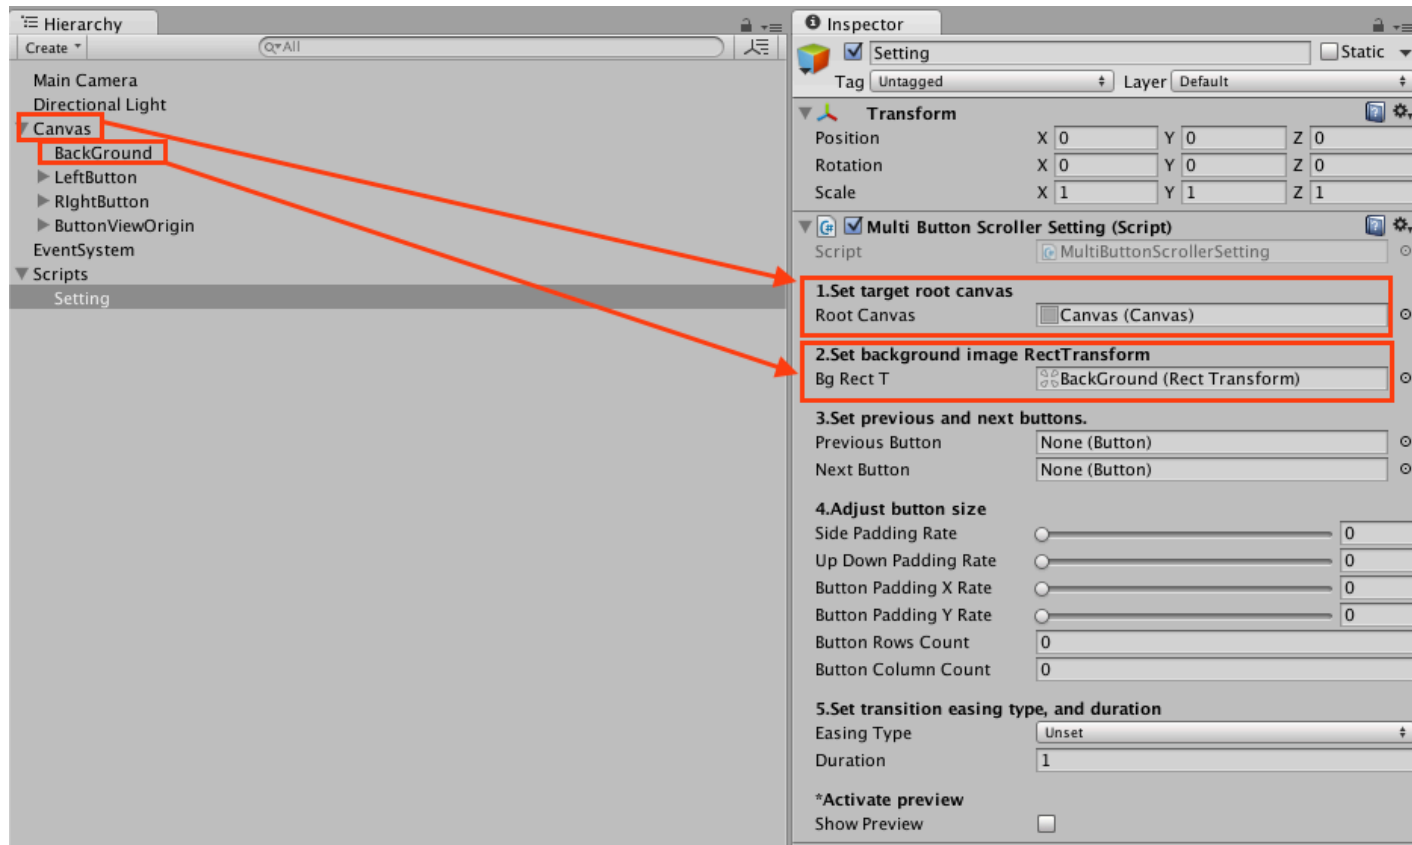 Hierarchy
Create
All
Main Camera
Directional Light
Canvas
BackGround
LeftButton
RIghtButton
ButtonViewOrigin
EventSystem
Scripts
Setting
Inspector
Setting Static
Tag Untagged Layer Default
Transform
Position X 0 Y 0 Z 0
Rotation X 0 Y 0 Z 0
Scale X 1 Y 1 Z 1
Multi Button Scroller Setting (Script)
Script MultiButtonScrollerSetting
1.Set target root canvas
Root Canvas Canvas (Canvas)
2.Set background image RectTransform
Bg Rect T BackGround (Rect Transform)
3.Set previous and next buttons.
Previous Button None (Button)
Next Button None (Button)
4.Adjust button size
Side Padding Rate 0
Up Down Padding Rate 0
Button Padding X Rate 0
Button Padding Y Rate 0
Button Rows Count 0
Button Column Count 0
5.Set transition easing type, and duration
Easing Type Unset
Duration 1
*Activate preview
Show Preview